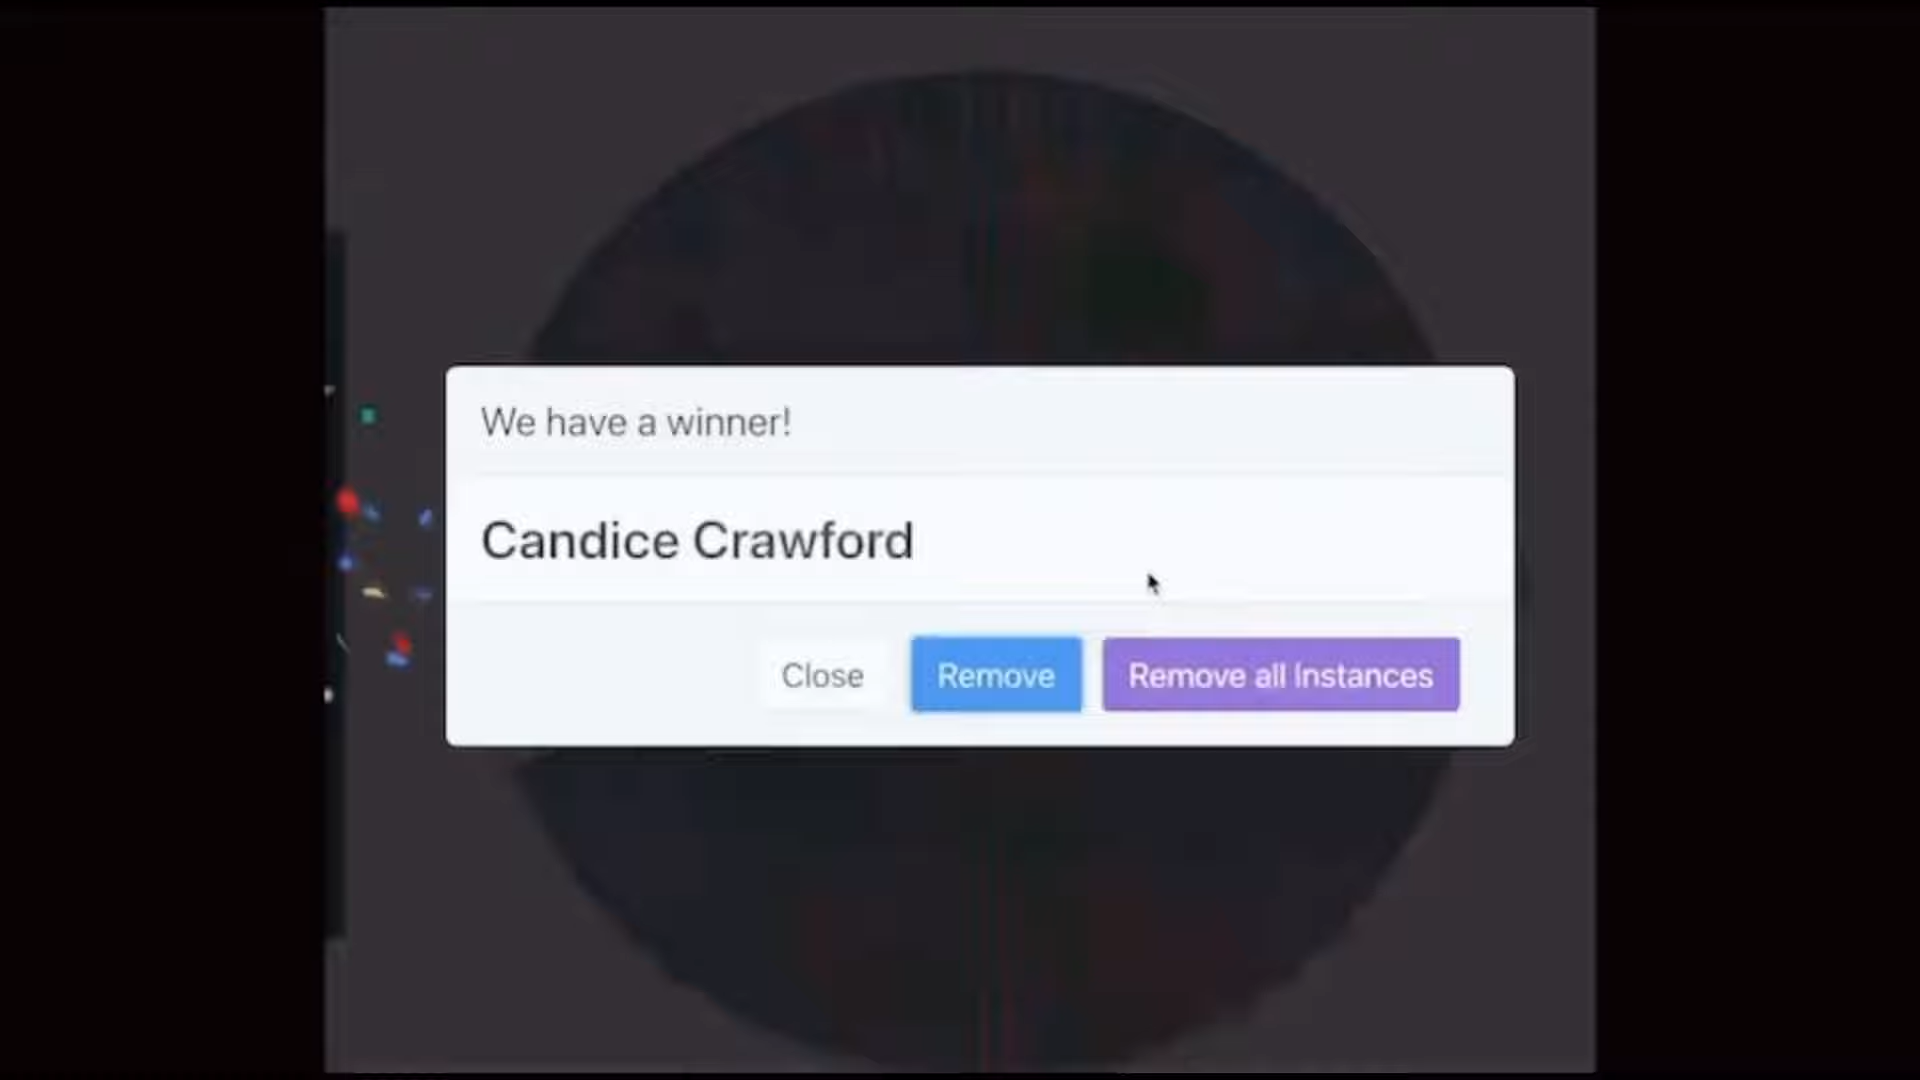 We have a winner!
Candice Crawford
Close
Remove
Remove all instances